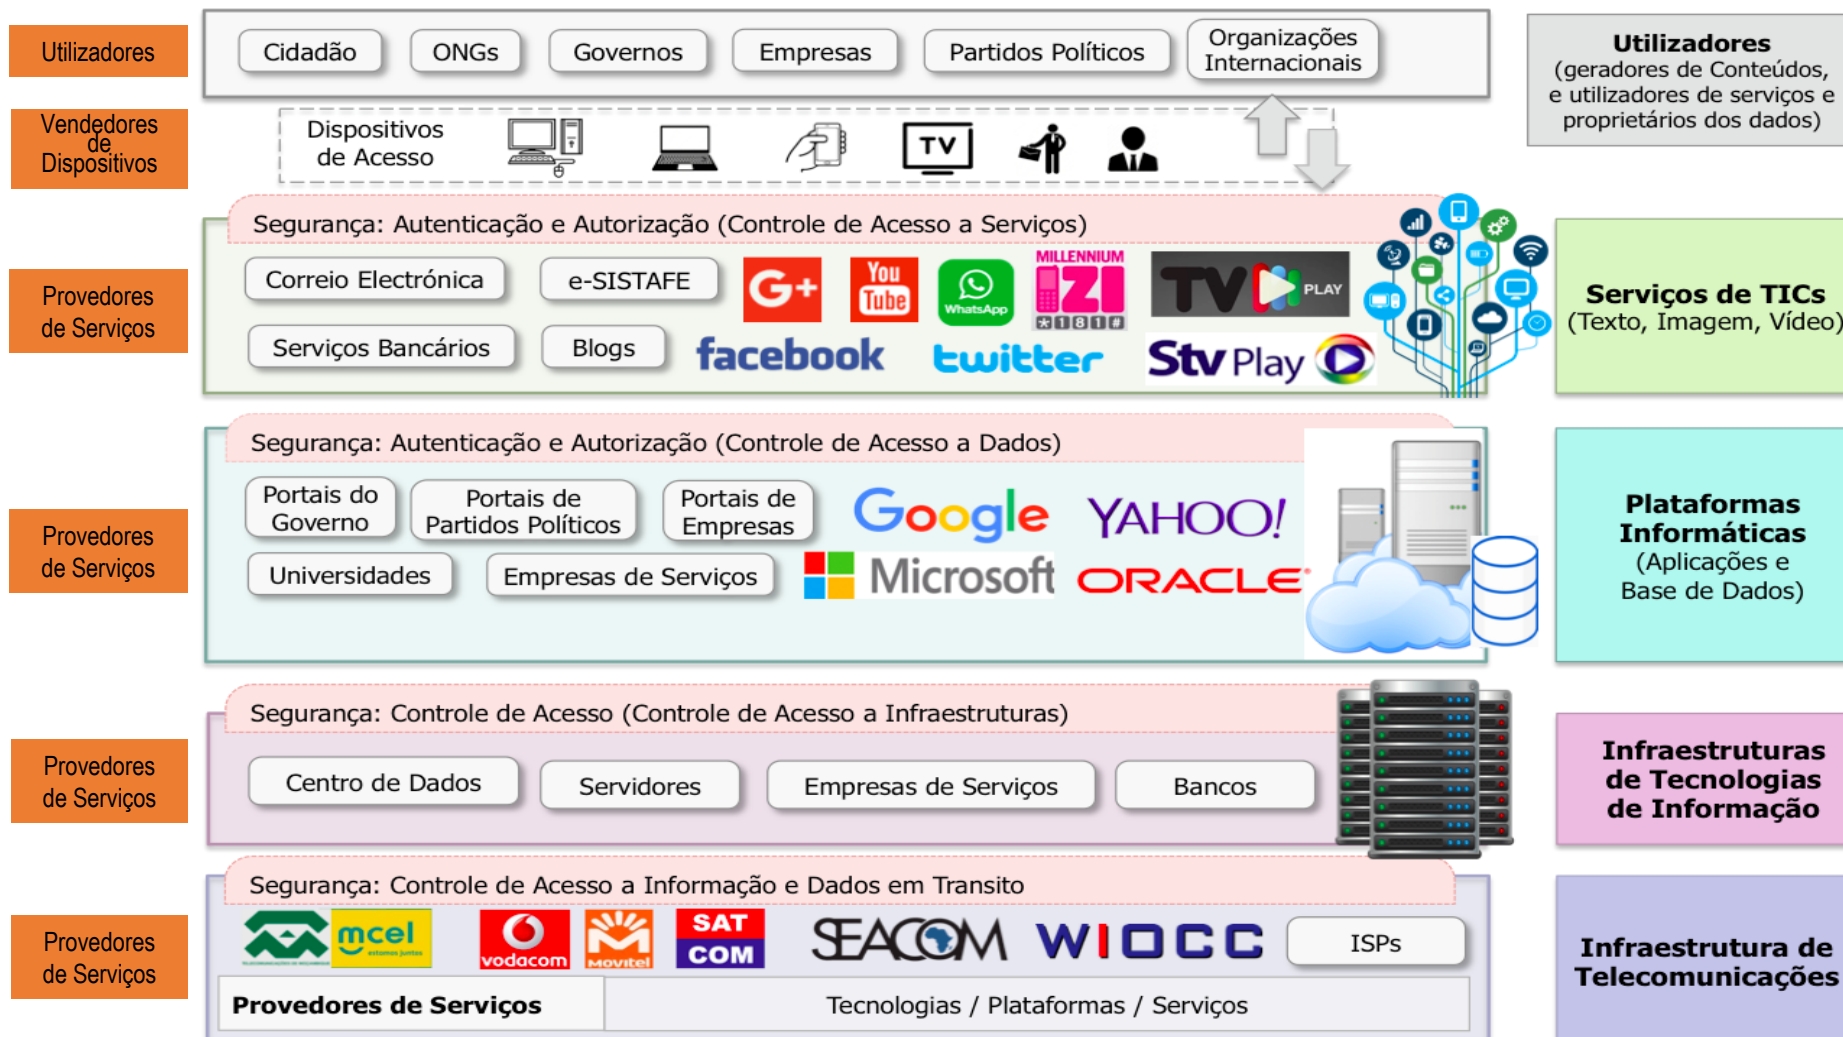 Utilizadores
Cidadão
ONGs
Governos
Empresas
Partidos Políticos
Organizações
Internacionais
Utilizadores
(geradores de Conteúdos,
e utilizadores de serviços e
proprietários dos dados)
Vendedores
de
Dispositivos
Dispositivos
de Acesso
TV
Segurança: Autenticação e Autorização (Controle de Acesso a Serviços)
Provedores
de Serviços
Correio Electrónica
e-SISTAFE
G+
You
Tube
WhatsApp
MILLENNIUM
IZI
*181#
TV PLAY
Serviços Bancários
Blogs
facebook
twitter
Stv Play
Serviços de TICs
(Texto, Imagem, Vídeo)
Segurança: Autenticação e Autorização (Controle de Acesso a Dados)
Provedores
de Serviços
Portais do
Governo
Portais de
Partidos Políticos
Portais de
Empresas
Google
YAHOO!
Universidades
Empresas de Serviços
Microsoft
ORACLE
Plataformas
Informáticas
(Aplicações e
Base de Dados)
Segurança: Controle de Acesso (Controle de Acesso a Infraestruturas)
Provedores
de Serviços
Centro de Dados
Servidores
Empresas de Serviços
Bancos
Infraestruturas
de Tecnologias
de Informação
Segurança: Controle de Acesso a Informação e Dados em Transito
Provedores
de Serviços
mcel
estamos juntos
vodacom
MOVITEL
SAT
COM
SEACOM
WIOCC
ISPs
Provedores de Serviços
Tecnologias / Plataformas / Serviços
Infraestrutura de
Telecomunicações